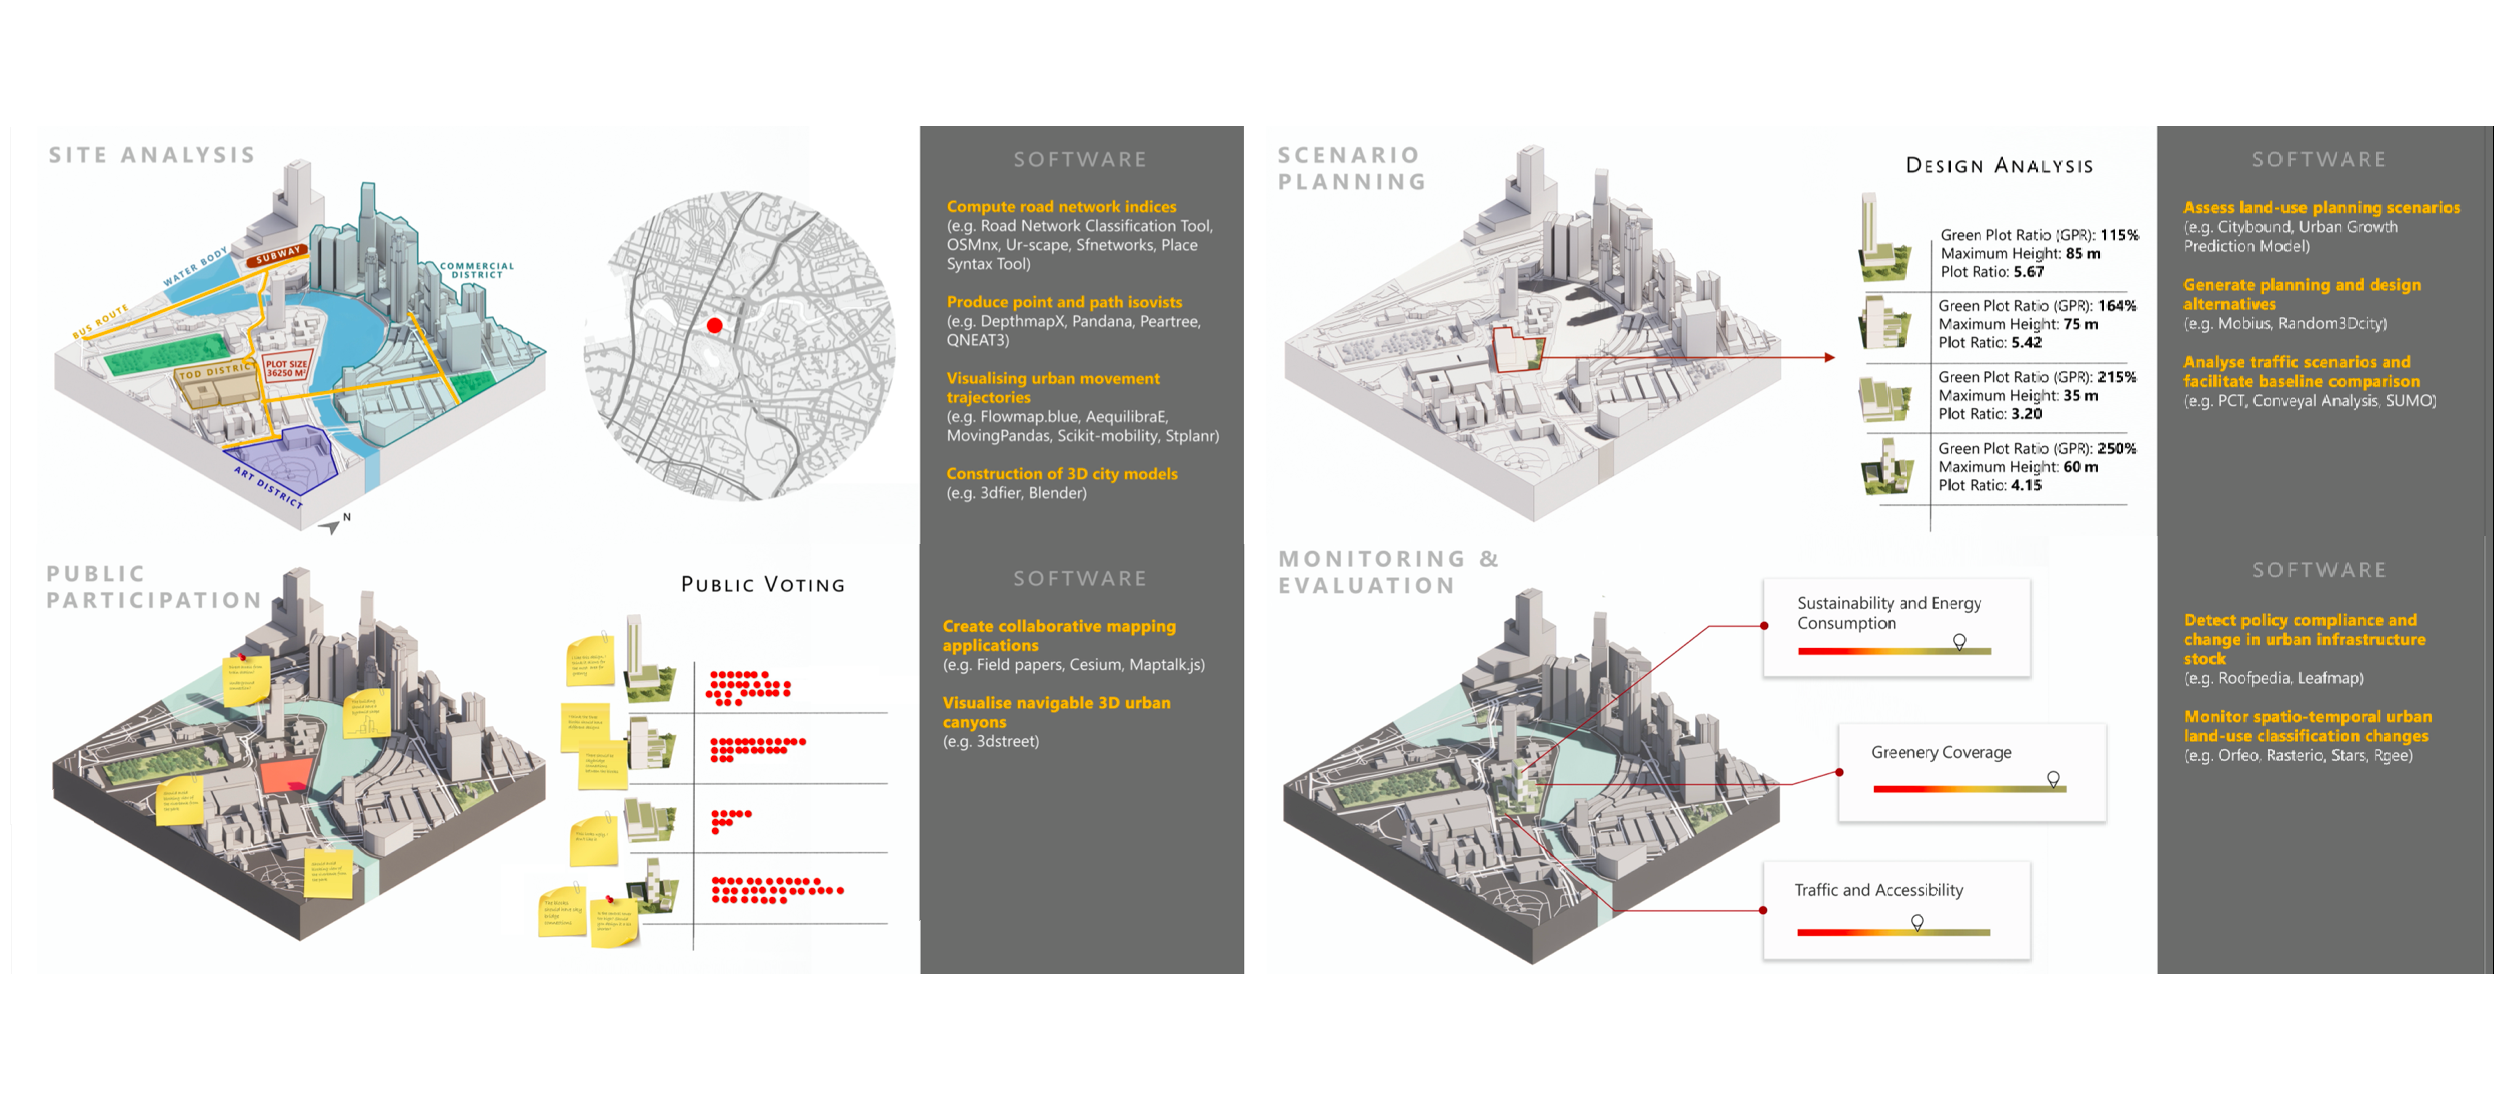 SITE ANALYSIS
WATER BODY
SUBWAY
COMMERCIAL
DISTRICT
BUS ROUTE
TOD DISTRICT
PLOT SIZE
36250 M²
ART DISTRICT
N
SOFTWARE
Compute road network indices
(e.g. Road Network Classification Tool,
OSMnx, Ur-scape, Sfnetworks, Place
Syntax Tool)
Produce point and path isovists
(e.g. DepthmapX, Pandana, Peartree,
QNEAT3)
Visualising urban movement
trajectories
(e.g. Flowmap.blue, AequilibraE,
MovingPandas, Scikit-mobility, Stplanr)
Construction of 3D city models
(e.g. 3dfier, Blender)
SCENARIO
PLANNING
DESIGN ANALYSIS
Green Plot Ratio (GPR): 115%
Maximum Height: 85 m
Plot Ratio: 5.67
Green Plot Ratio (GPR): 164%
Maximum Height: 75 m
Plot Ratio: 5.42
Green Plot Ratio (GPR): 215%
Maximum Height: 35 m
Plot Ratio: 3.20
Green Plot Ratio (GPR): 250%
Maximum Height: 60 m
Plot Ratio: 4.15
SOFTWARE
Assess land-use planning scenarios
(e.g. Citybound, Urban Growth
Prediction Model)
Generate planning and design
alternatives
(e.g. Mobius, Random3Dcity)
Analyse traffic scenarios and
facilitate baseline comparison
(e.g. PCT, Conveyal Analysis, SUMO)
PUBLIC
PARTICIPATION
PUBLIC VOTING
SOFTWARE
Create collaborative mapping
applications
(e.g. Field papers, Cesium, Maptalk.js)
Visualise navigable 3D urban
canyons
(e.g. 3dstreet)
MONITORING &
EVALUATION
Sustainability and Energy
Consumption
Greenery Coverage
Traffic and Accessibility
SOFTWARE
Detect policy compliance and
change in urban infrastructure
stock
(e.g. Roofpedia, Leafmap)
Monitor spatio-temporal urban
land-use classification changes
(e.g. Orfeo, Rasterio, Stars, Rgee)